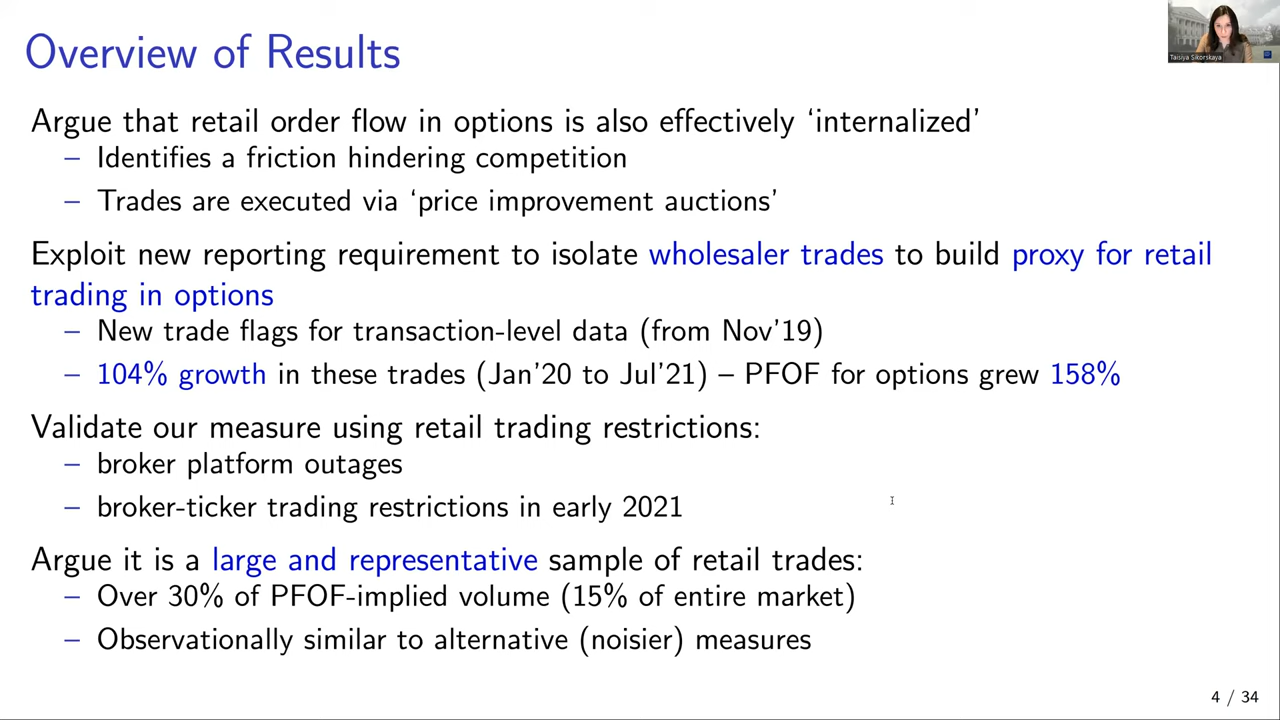 Overview of Results
Taisiya Sikorskaya
Argue that retail order flow in options is also effectively ‘internalized’
– Identifies a friction hindering competition
– Trades are executed via ‘price improvement auctions’
Exploit new reporting requirement to isolate wholesaler trades to build proxy for retail
trading in options
– New trade flags for transaction-level data (from Nov’19)
– 104% growth in these trades (Jan’20 to Jul’21) – PFOF for options grew 158%
Validate our measure using retail trading restrictions:
– broker platform outages
– broker-ticker trading restrictions in early 2021
Argue it is a large and representative sample of retail trades:
– Over 30% of PFOF-implied volume (15% of entire market)
– Observationally similar to alternative (noisier) measures
4 / 34